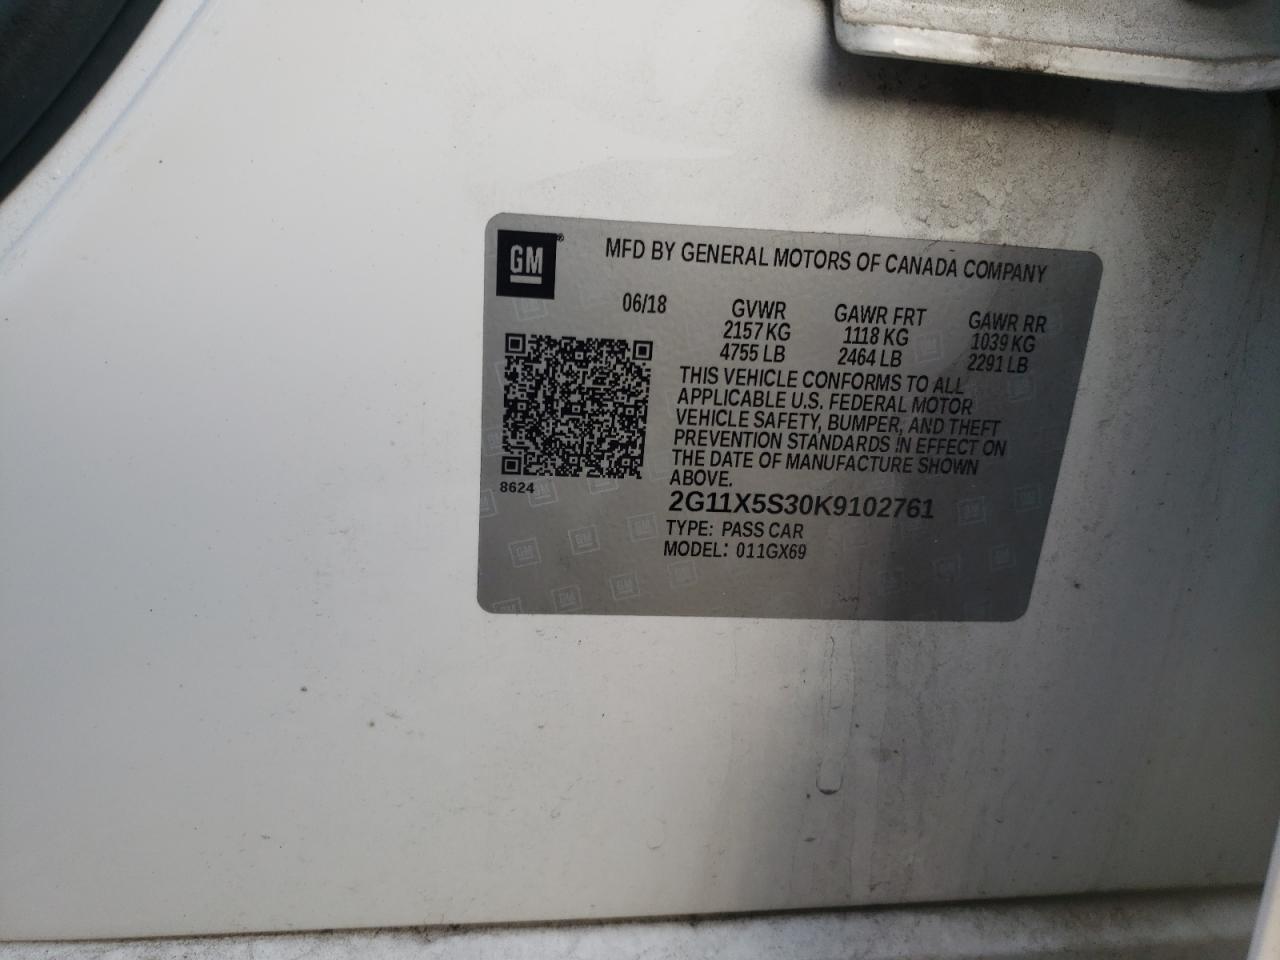 GM
MFD BY GENERAL MOTORS OF CANADA COMPANY
06/18 GVWR GAWR FRT GAWR RR
2157 KG 1118 KG 1039 KG
4755 LB 2464 LB 2291 LB
THIS VEHICLE CONFORMS TO ALL
APPLICABLE U.S. FEDERAL MOTOR
VEHICLE SAFETY, BUMPER, AND THEFT
PREVENTION STANDARDS IN EFFECT ON
THE DATE OF MANUFACTURE SHOWN
ABOVE.
8624
2G11X5S30K9102761
TYPE: PASS CAR
MODEL: 011GX69